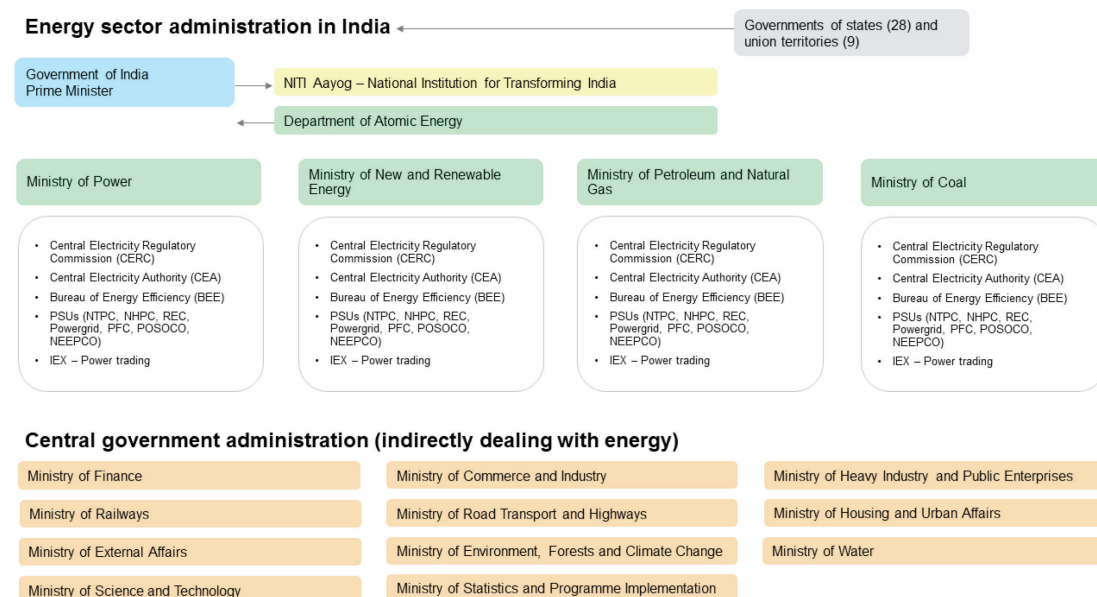 Energy sector administration in India
Governments of states (28) and
union territories (9)
Government of India
Prime Minister
NITI Aayog – National Institution for Transforming India
Department of Atomic Energy
Ministry of Power
Ministry of New and Renewable
Energy
Ministry of Petroleum and Natural
Gas
Ministry of Coal
• Central Electricity Regulatory
Commission (CERC)
• Central Electricity Authority (CEA)
• Bureau of Energy Efficiency (BEE)
• PSUs (NTPC, NHPC, REC,
Powergrid, PFC, POSOCO,
NEEPCO)
• IEX – Power trading
• Central Electricity Regulatory
Commission (CERC)
• Central Electricity Authority (CEA)
• Bureau of Energy Efficiency (BEE)
• PSUs (NTPC, NHPC, REC,
Powergrid, PFC, POSOCO,
NEEPCO)
• IEX – Power trading
• Central Electricity Regulatory
Commission (CERC)
• Central Electricity Authority (CEA)
• Bureau of Energy Efficiency (BEE)
• PSUs (NTPC, NHPC, REC,
Powergrid, PFC, POSOCO,
NEEPCO)
• IEX – Power trading
• Central Electricity Regulatory
Commission (CERC)
• Central Electricity Authority (CEA)
• Bureau of Energy Efficiency (BEE)
• PSUs (NTPC, NHPC, REC,
Powergrid, PFC, POSOCO,
NEEPCO)
• IEX – Power trading
Central government administration (indirectly dealing with energy)
Ministry of Finance
Ministry of Commerce and Industry
Ministry of Heavy Industry and Public Enterprises
Ministry of Railways
Ministry of Road Transport and Highways
Ministry of Housing and Urban Affairs
Ministry of External Affairs
Ministry of Environment, Forests and Climate Change
Ministry of Water
Ministry of Science and Technology
Ministry of Statistics and Programme Implementation